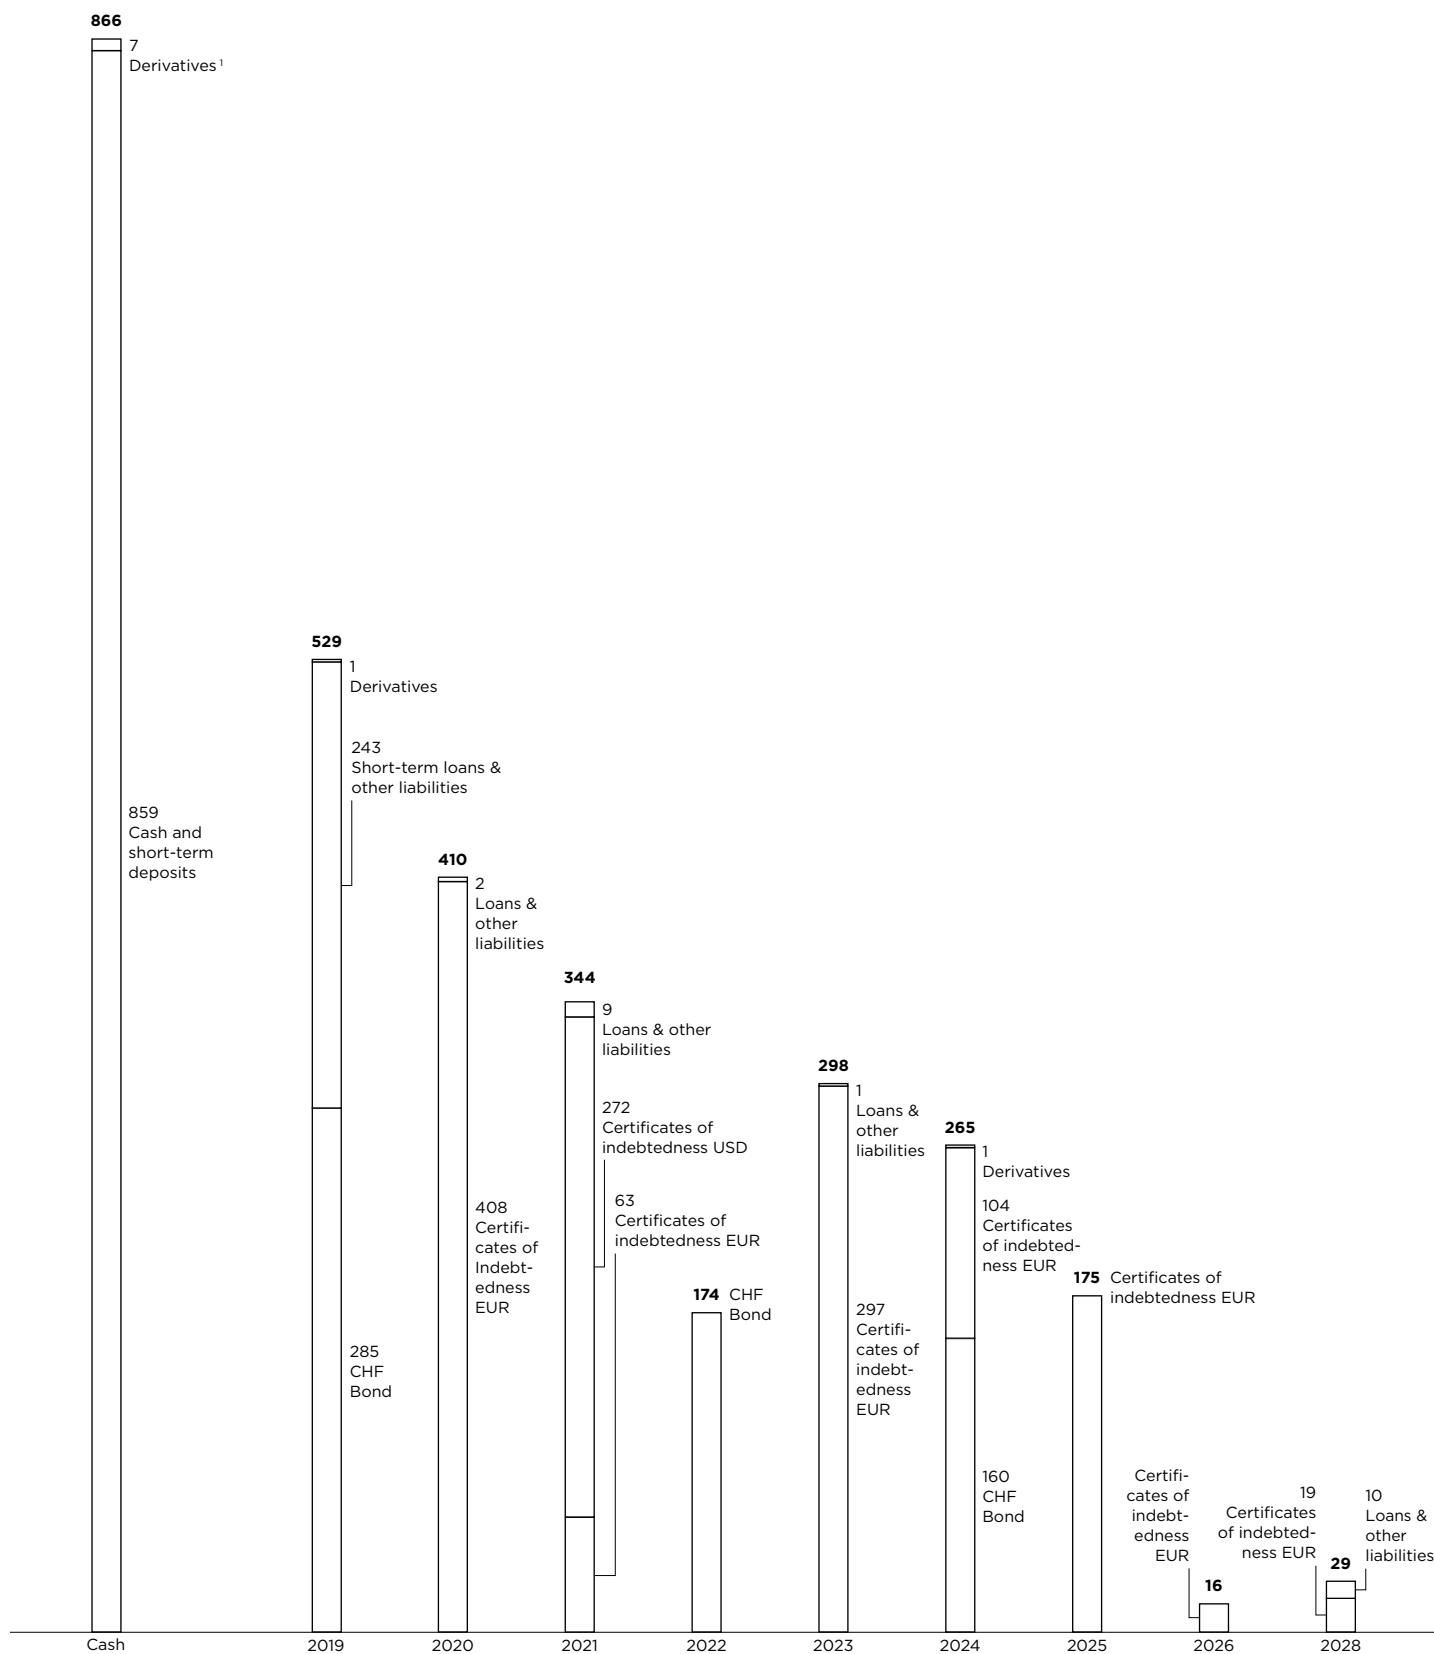 866
7
Derivatives ¹
859
Cash and
short-term
deposits
529
1
Derivatives
243
Short-term loans &
other liabilities
285
CHF
Bond
410
2
Loans &
other
liabilities
408
Certifi-
cates of
Indebt-
edness
EUR
344
9
Loans & other
liabilities
272
Certificates of
indebtedness USD
63
Certificates of
indebtedness EUR
174 CHF
Bond
298
1
Loans &
other
liabilities
297
Certifi-
cates of
indebt-
edness
EUR
265
1
Derivatives
104
Certificates
of indebted-
ness EUR
160
CHF
Bond
175 Certificates of
indebtedness EUR
Certifi-
cates of
indebt-
edness
EUR
16
19
Certificates
of indebted-
ness EUR
29
10
Loans &
other
liabilities
Cash 2019 2020 2021 2022 2023 2024 2025 2026 2028